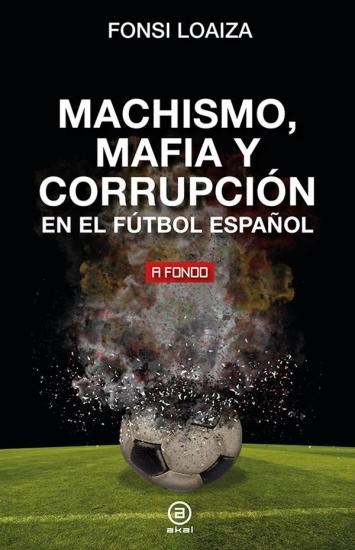 FONSI LOAIZA
MACHISMO,
MAFIA Y
CORRUPCIÓN
EN EL FÚTBOL ESPAÑOL
A FONDO
a
akal